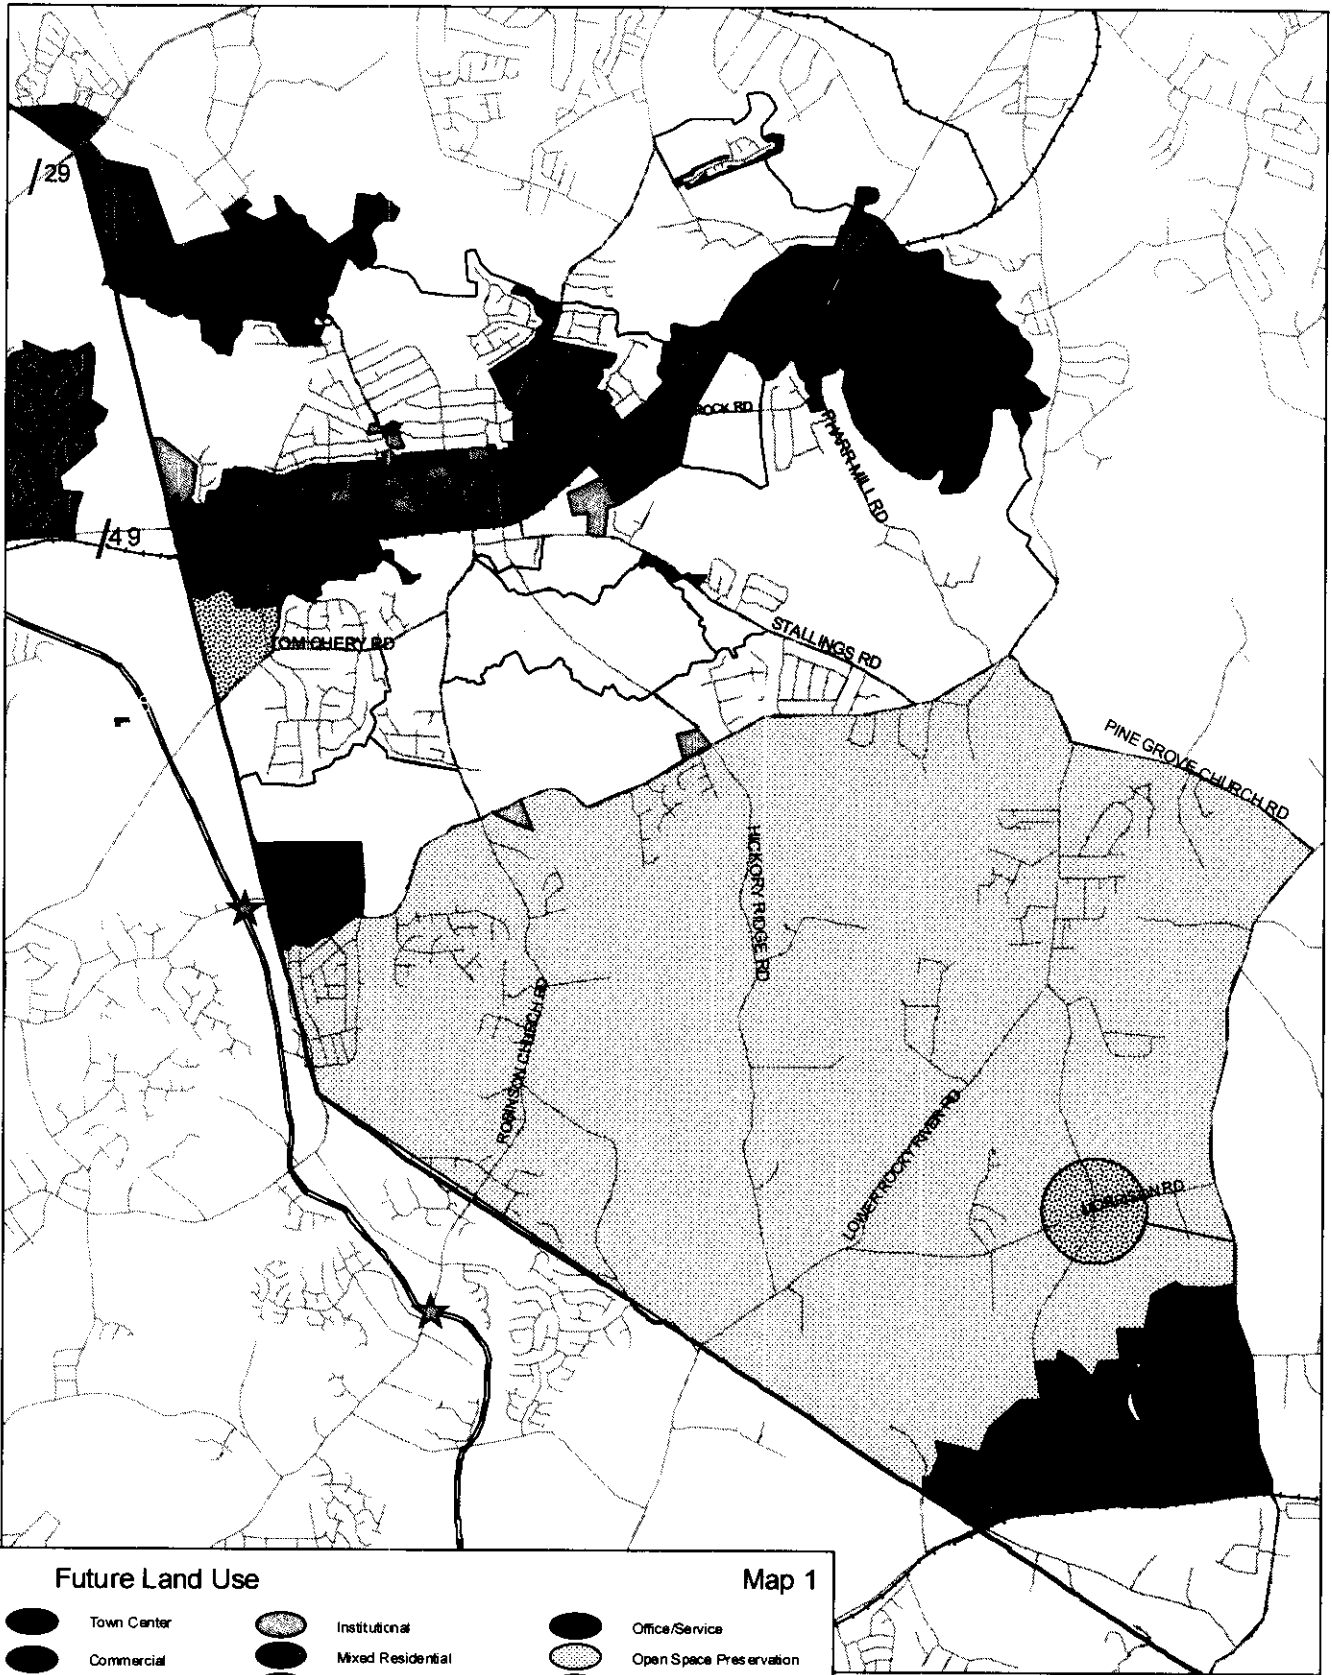 29
ROCK RD
PHARR MILL RD
49
TOM CHERY RD
STALLINGS RD
PINE GROVE CHURCH RD
HICKORY RIDGE RD
ROBINSON CHURCH RD
LOWER ROCKY RIVER RD
RD
Future Land Use
Map 1
Town Center
Institutional
Office/Service
Commercial
Mixed Residential
Open Space Preservation